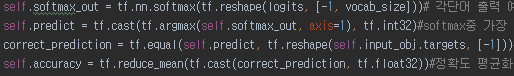 self.softmax_out = tf.nn.softmax(tf.reshape(logits, [-1, vocab_size]))# 각단어 출력 여
self.predict = tf.cast(tf.argmax(self.softmax_out, axis=1), tf.int32)#softmax중 가장
correct_prediction = tf.equal(self.predict, tf.reshape(self.input_obj.targets, [-1]))
self.accuracy = tf.reduce_mean(tf.cast(correct_prediction, tf.float32))#정확도 평균화